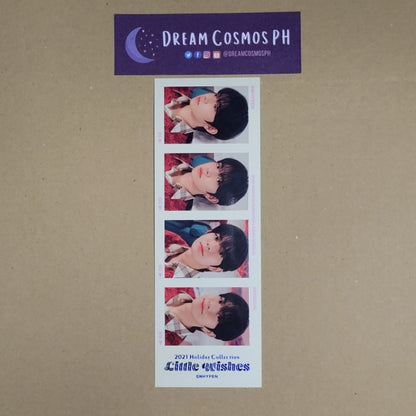 DREAM COSMOS PH
@DREAMCOSMOSPH
2021 Holiday Collection
Little Wishes
ENHYPEN